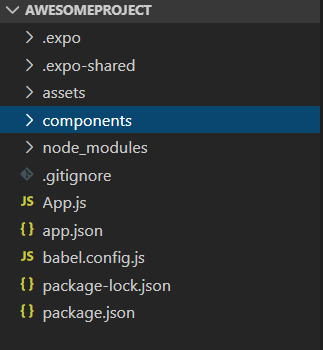 AWESOMEPROJECT
.expo
.expo-shared
assets
components
node_modules
.gitignore
JS App.js
{} app.json
JS babel.config.js
{} package-lock.json
{} package.json